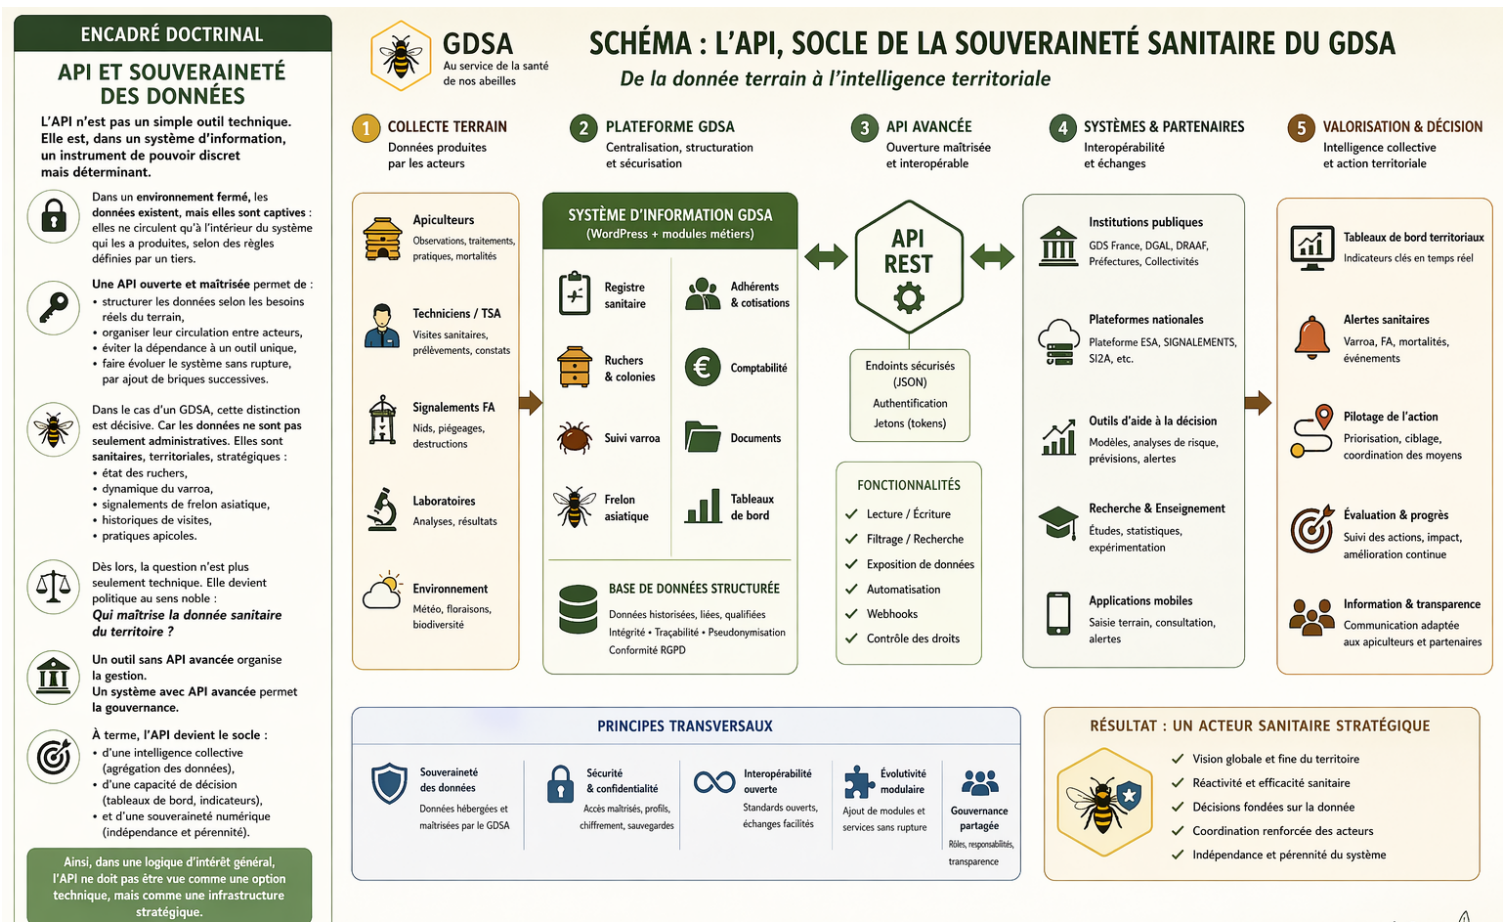 ENCADRÉ DOCTRINAL
API ET SOUVERAINETÉ
DES DONNÉES
L'API n'est pas un simple outil technique.
Elle est, dans un système d'information,
un instrument de pouvoir discret
mais déterminant.
Dans un environnement fermé, les
données existent, mais elles sont captives :
elles ne circulent qu'à l'intérieur du système
qui les a produites, selon des règles
définies par un tiers.
Une API ouverte et maîtrisée permet de :
• structurer les données selon les besoins
réels du terrain,
• organiser leur circulation entre acteurs,
• éviter la dépendance à un outil unique,
• faire évoluer le système sans rupture,
par ajout de briques successives.
Dans le cas d'un GDSA, cette distinction
est décisive. Car les données ne sont pas
seulement administratives. Elles sont
sanitaires, territoriales, stratégiques :
• état des ruchers,
• dynamique du varroa,
• signalements de frelon asiatique,
• historiques de visites,
• pratiques apicoles.
Dès lors, la question n'est plus
seulement technique. Elle devient
politique au sens noble :
Qui maîtrise la donnée sanitaire
du territoire ?
Un outil sans API avancée organise
la gestion.
Un système avec API avancée permet
la gouvernance.
À terme, l'API devient le socle :
• d'une intelligence collective
(agrégation des données),
• d'une capacité de décision
(tableaux de bord, indicateurs),
• et d'une souveraineté numérique
(indépendance et pérennité).
Ainsi, dans une logique d'intérêt général,
l'API ne doit pas être vue comme une option
technique, mais comme une infrastructure
stratégique.
GDSA
Au service de la santé
de nos abeilles
SCHÉMA : L'API, SOCLE DE LA SOUVERAINETÉ SANITAIRE DU GDSA
De la donnée terrain à l'intelligence territoriale
1 COLLECTE TERRAIN
Données produites
par les acteurs
2 PLATEFORME GDSA
Centralisation, structuration
et sécurisation
3 API AVANCÉE
Ouverture maîtrisée
et interopérable
4 SYSTÈMES & PARTENAIRES
Interopérabilité
et échanges
5 VALORISATION & DÉCISION
Intelligence collective
et action territoriale
Apiculteurs
Observations, traitements,
pratiques, mortalités
Techniciens / TSA
Visites sanitaires,
prélèvements, constats
Signalements FA
Nids, piégeages,
destructions
Laboratoires
Analyses, résultats
Environnement
Météo, floraisons,
biodiversité
SYSTÈME D'INFORMATION GDSA
(WordPress + modules métiers)
Registre
sanitaire
Adhérents
& cotisations
Ruchers
& colonies
€
Comptabilité
Suivi varroa
Documents
Frelon
asiatique
Tableaux
de bord
BASE DE DONNÉES STRUCTURÉE
Données historisées, liées, qualifiées
Intégrité • Traçabilité • Pseudonymisation
Conformité RGPD
API
REST
Endoints sécurisés
(JSON)
Authentification
Jetons (tokens)
FONCTIONNALITÉS
✓ Lecture / Écriture
✓ Filtrage / Recherche
✓ Exposition de données
✓ Automatisation
✓ Webhooks
✓ Contrôle des droits
Institutions publiques
GDS France, DGAL, DRAAF,
Préfectures, Collectivités
Plateformes nationales
Plateforme ESA, SIGNALEMENTS,
SI2A, etc.
Outils d'aide à la décision
Modèles, analyses de risque,
prévisions, alertes
Recherche & Enseignement
Études, statistiques,
expérimentation
Applications mobiles
Saisie terrain, consultation,
alertes
Tableaux de bord territoriaux
Indicateurs clés en temps réel
Alertes sanitaires
Varroa, FA, mortalités,
événements
Pilotage de l'action
Priorisation, ciblage,
coordination des moyens
Évaluation & progrès
Suivi des actions, impact,
amélioration continue
Information & transparence
Communication adaptée
aux apiculteurs et partenaires
PRINCIPES TRANSVERSAUX
Souveraineté
des données
Données hébergées et
maîtrisées par le GDSA
Sécurité
& confidentialité
Accès maîtrisés, profils,
chiffrement, sauvegardes
Interopérabilité
ouverte
Standards ouverts,
échanges facilités
Évolutivité
modulaire
Ajout de modules et
services sans rupture
Gouvernance
partagée
Rôles, responsabilités,
transparence
RÉSULTAT : UN ACTEUR SANITAIRE STRATÉGIQUE
✓ Vision globale et fine du territoire
✓ Réactivité et efficacité sanitaire
✓ Décisions fondées sur la donnée
✓ Coordination renforcée des acteurs
✓ Indépendance et pérennité du système